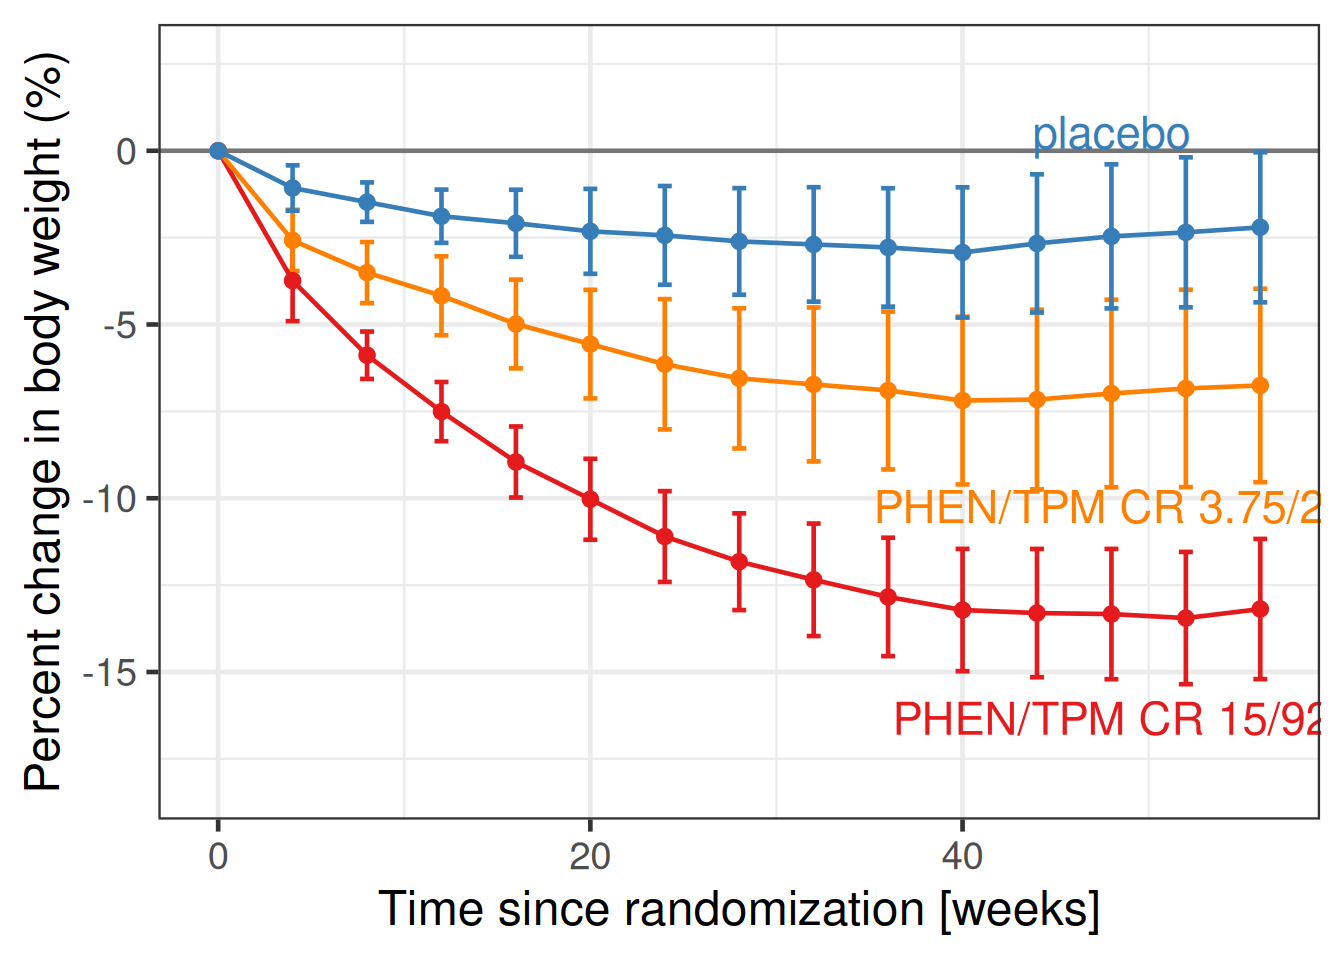 Percent change in body weight (%)
0
-5
-10
-15
placebo
PHEN/TPM CR 3.75/2
PHEN/TPM CR 15/92
0
20
40
Time since randomization [weeks]